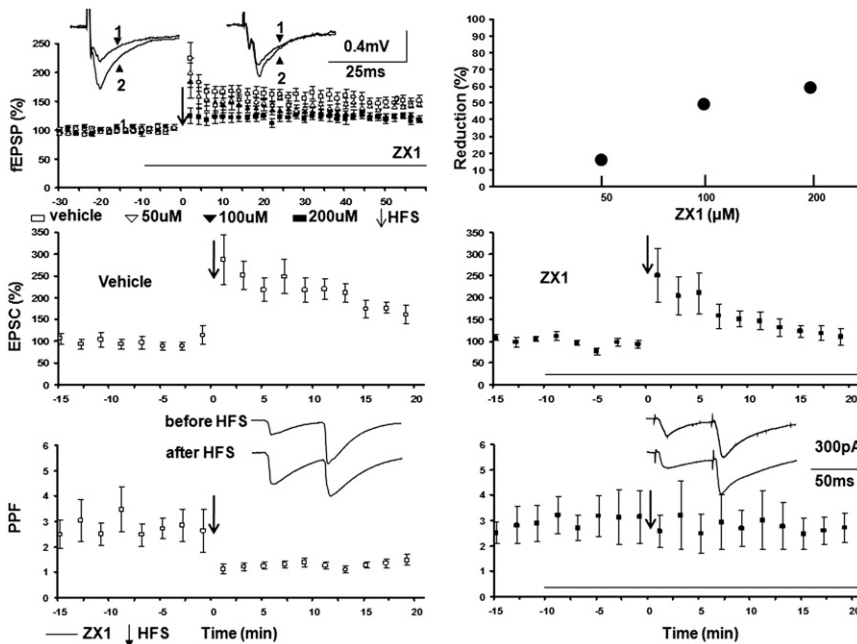 1
2
1
2
0.4mV
25ms
fEPSP (%)
250
200
150
100
50
0
1
ZX1
-30 -20 -10 0 10 20 30 40 50
vehicle 50uM 100uM 200uM HFS
Reduction (%)
100
90
80
70
60
50
40
30
20
10
0
50 100 200
ZX1 (µM)
EPSC (%)
350
300
250
200
150
100
50
0
Vehicle
-15 -10 -5 0 5 10 15 20
EPSC (%)
350
300
250
200
150
100
50
0
ZX1
-15 -10 -5 0 5 10 15 20
before HFS
after HFS
PPF
6
5
4
3
2
1
0
-15 -10 -5 0 5 10 15 20
ZX1 HFS Time (min)
300pA
50ms
PPF
6
5
4
3
2
1
0
-15 -10 -5 0 5 10 15 20
Time (min)